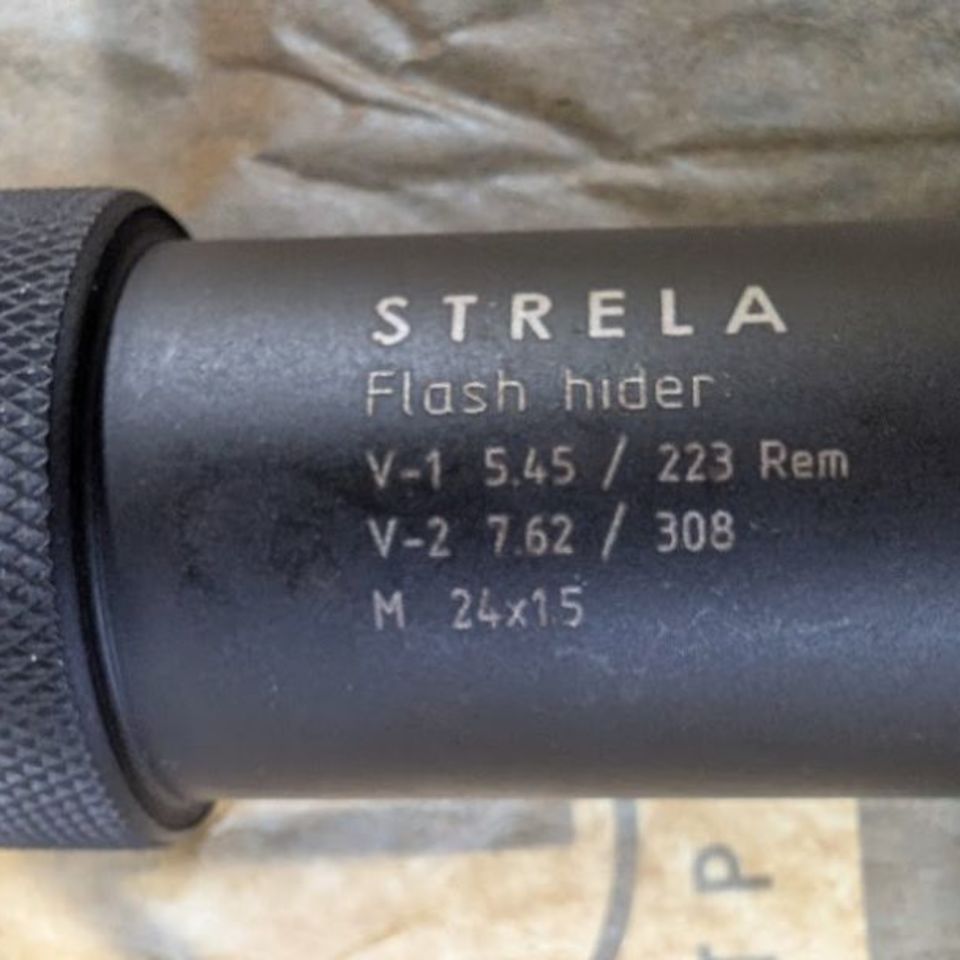 STRELA
Flash hider
V-1 5.45 / 223 Rem
V-2 7.62 / 308
M 24x1.5